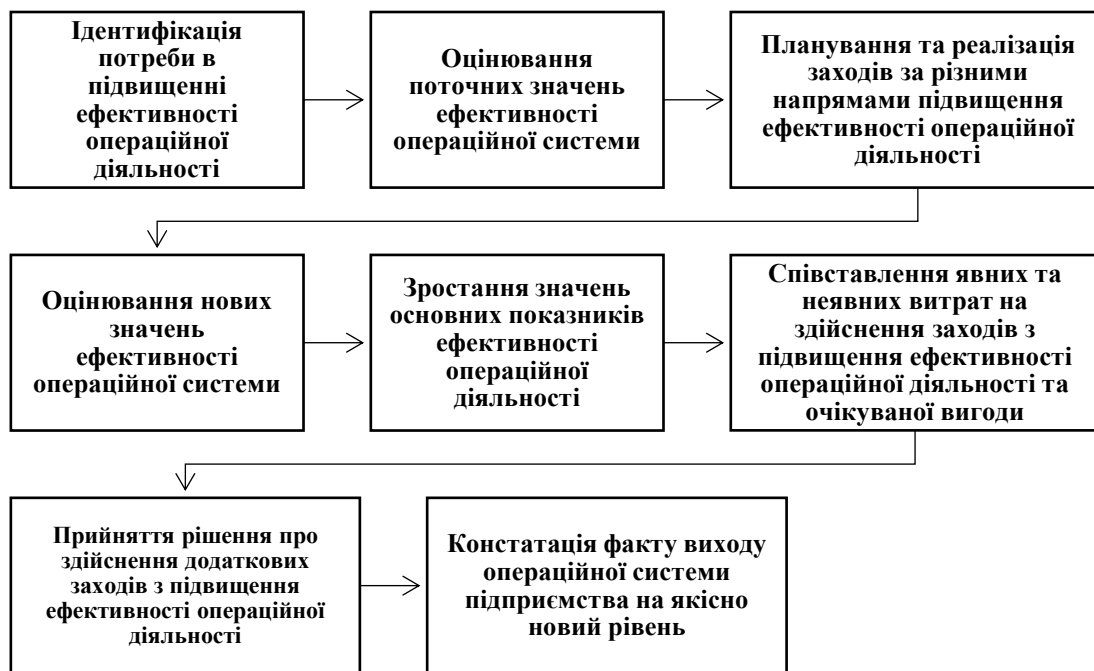 Ідентифікація
потреби в
підвищенні
ефективності
операційної
діяльності
Оцінювання
поточних значень
ефективності
операційної системи
Планування та реалізація
заходів за різними
напрямами підвищення
ефективності операційної
діяльності
Оцінювання нових
значень
ефективності
операційної системи
Зростання значень
основних показників
ефективності
операційної
діяльності
Співставлення явних та
неявних витрат на
здійснення заходів з
підвищення ефективності
операційної діяльності та
очікуваної вигоди
Прийняття рішення про
здійснення додаткових
заходів з підвищення
ефективності операційної
діяльності
Констатація факту виходу
операційної системи
підприємства на якісно
новий рівень